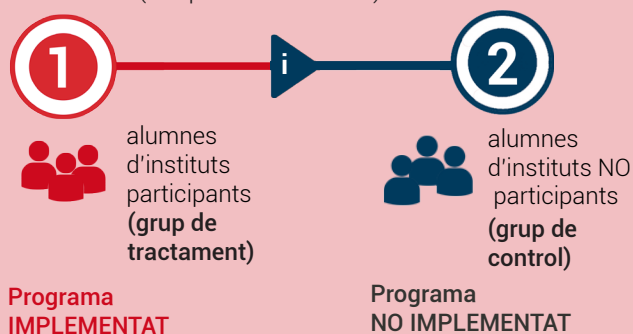 1
i
2
alumnes
d'instituts
participants
(grup de
tractament)
alumnes
d'instituts NO
participants
(grup de
control)
Programa
IMPLEMENTAT
Programa
NO IMPLEMENTAT